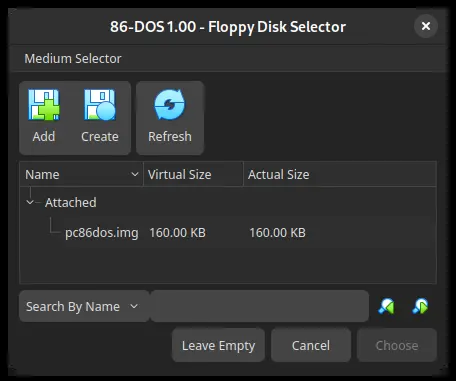 86-DOS 1.00 - Floppy Disk Selector
Medium Selector
Add Create Refresh
Name Virtual Size Actual Size
Attached
pc86dos.img 160.00 KB 160.00 KB
Search By Name
Leave Empty Cancel Choose